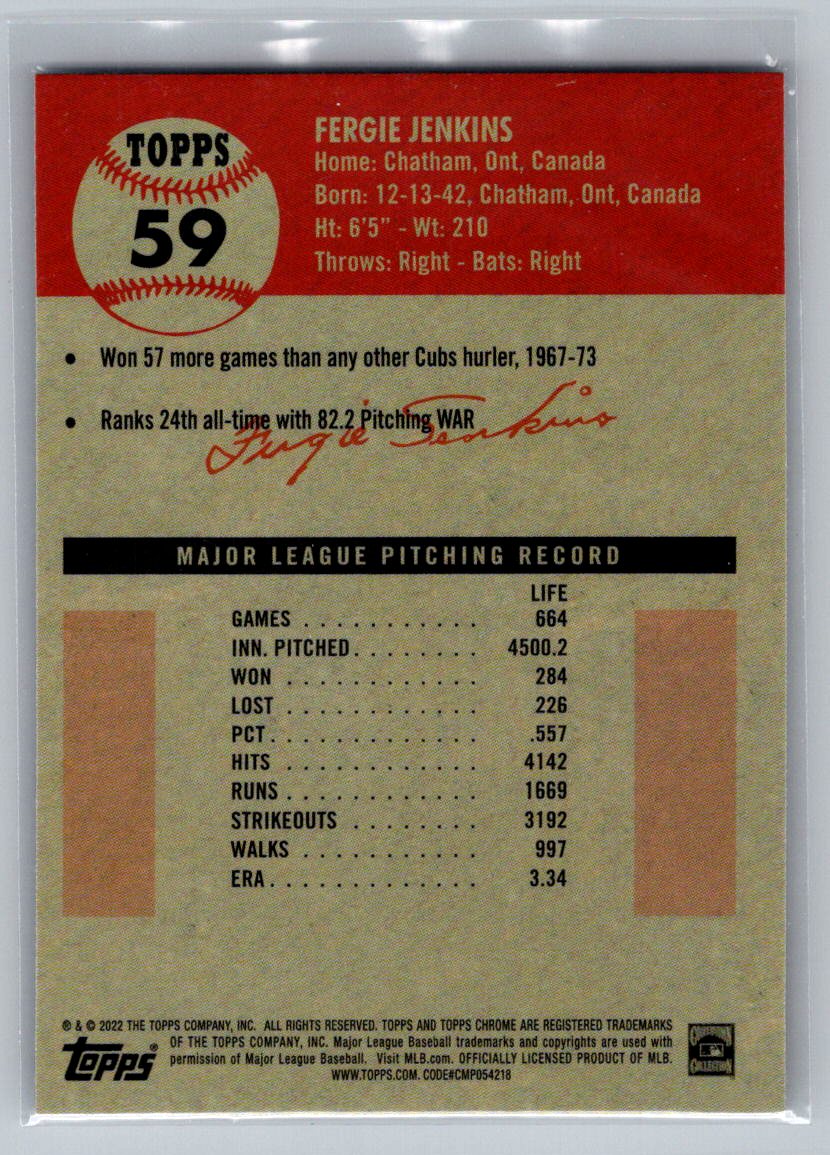 TOPPS
59
FERGIE JENKINS
Home: Chatham, Ont, Canada
Born: 12-13-42, Chatham, Ont, Canada
Ht: 6'5" - Wt: 210
Throws: Right - Bats: Right
• Won 57 more games than any other Cubs hurler, 1967-73
• Ranks 24th all-time with 82.2 Pitching WAR
Fergie Jenkins
MAJOR LEAGUE PITCHING RECORD
LIFE
GAMES . . . . . . . . . . . 664
INN. PITCHED. . . . . . . . 4500.2
WON . . . . . . . . . . . . 284
LOST . . . . . . . . . . . . 226
PCT. . . . . . . . . . . . . .557
HITS . . . . . . . . . . . . 4142
RUNS . . . . . . . . . . . . 1669
STRIKEOUTS . . . . . . . . 3192
WALKS . . . . . . . . . . . 997
ERA. . . . . . . . . . . . . 3.34
® & © 2022 THE TOPPS COMPANY, INC. ALL RIGHTS RESERVED. TOPPS AND TOPPS CHROME ARE REGISTERED TRADEMARKS
OF THE TOPPS COMPANY, INC. Major League Baseball trademarks and copyrights are used with
permission of Major League Baseball. Visit MLB.com. OFFICIALLY LICENSED PRODUCT OF MLB.
WWW.TOPPS.COM. CODE#CMP054218
Topps®
COLLECTION